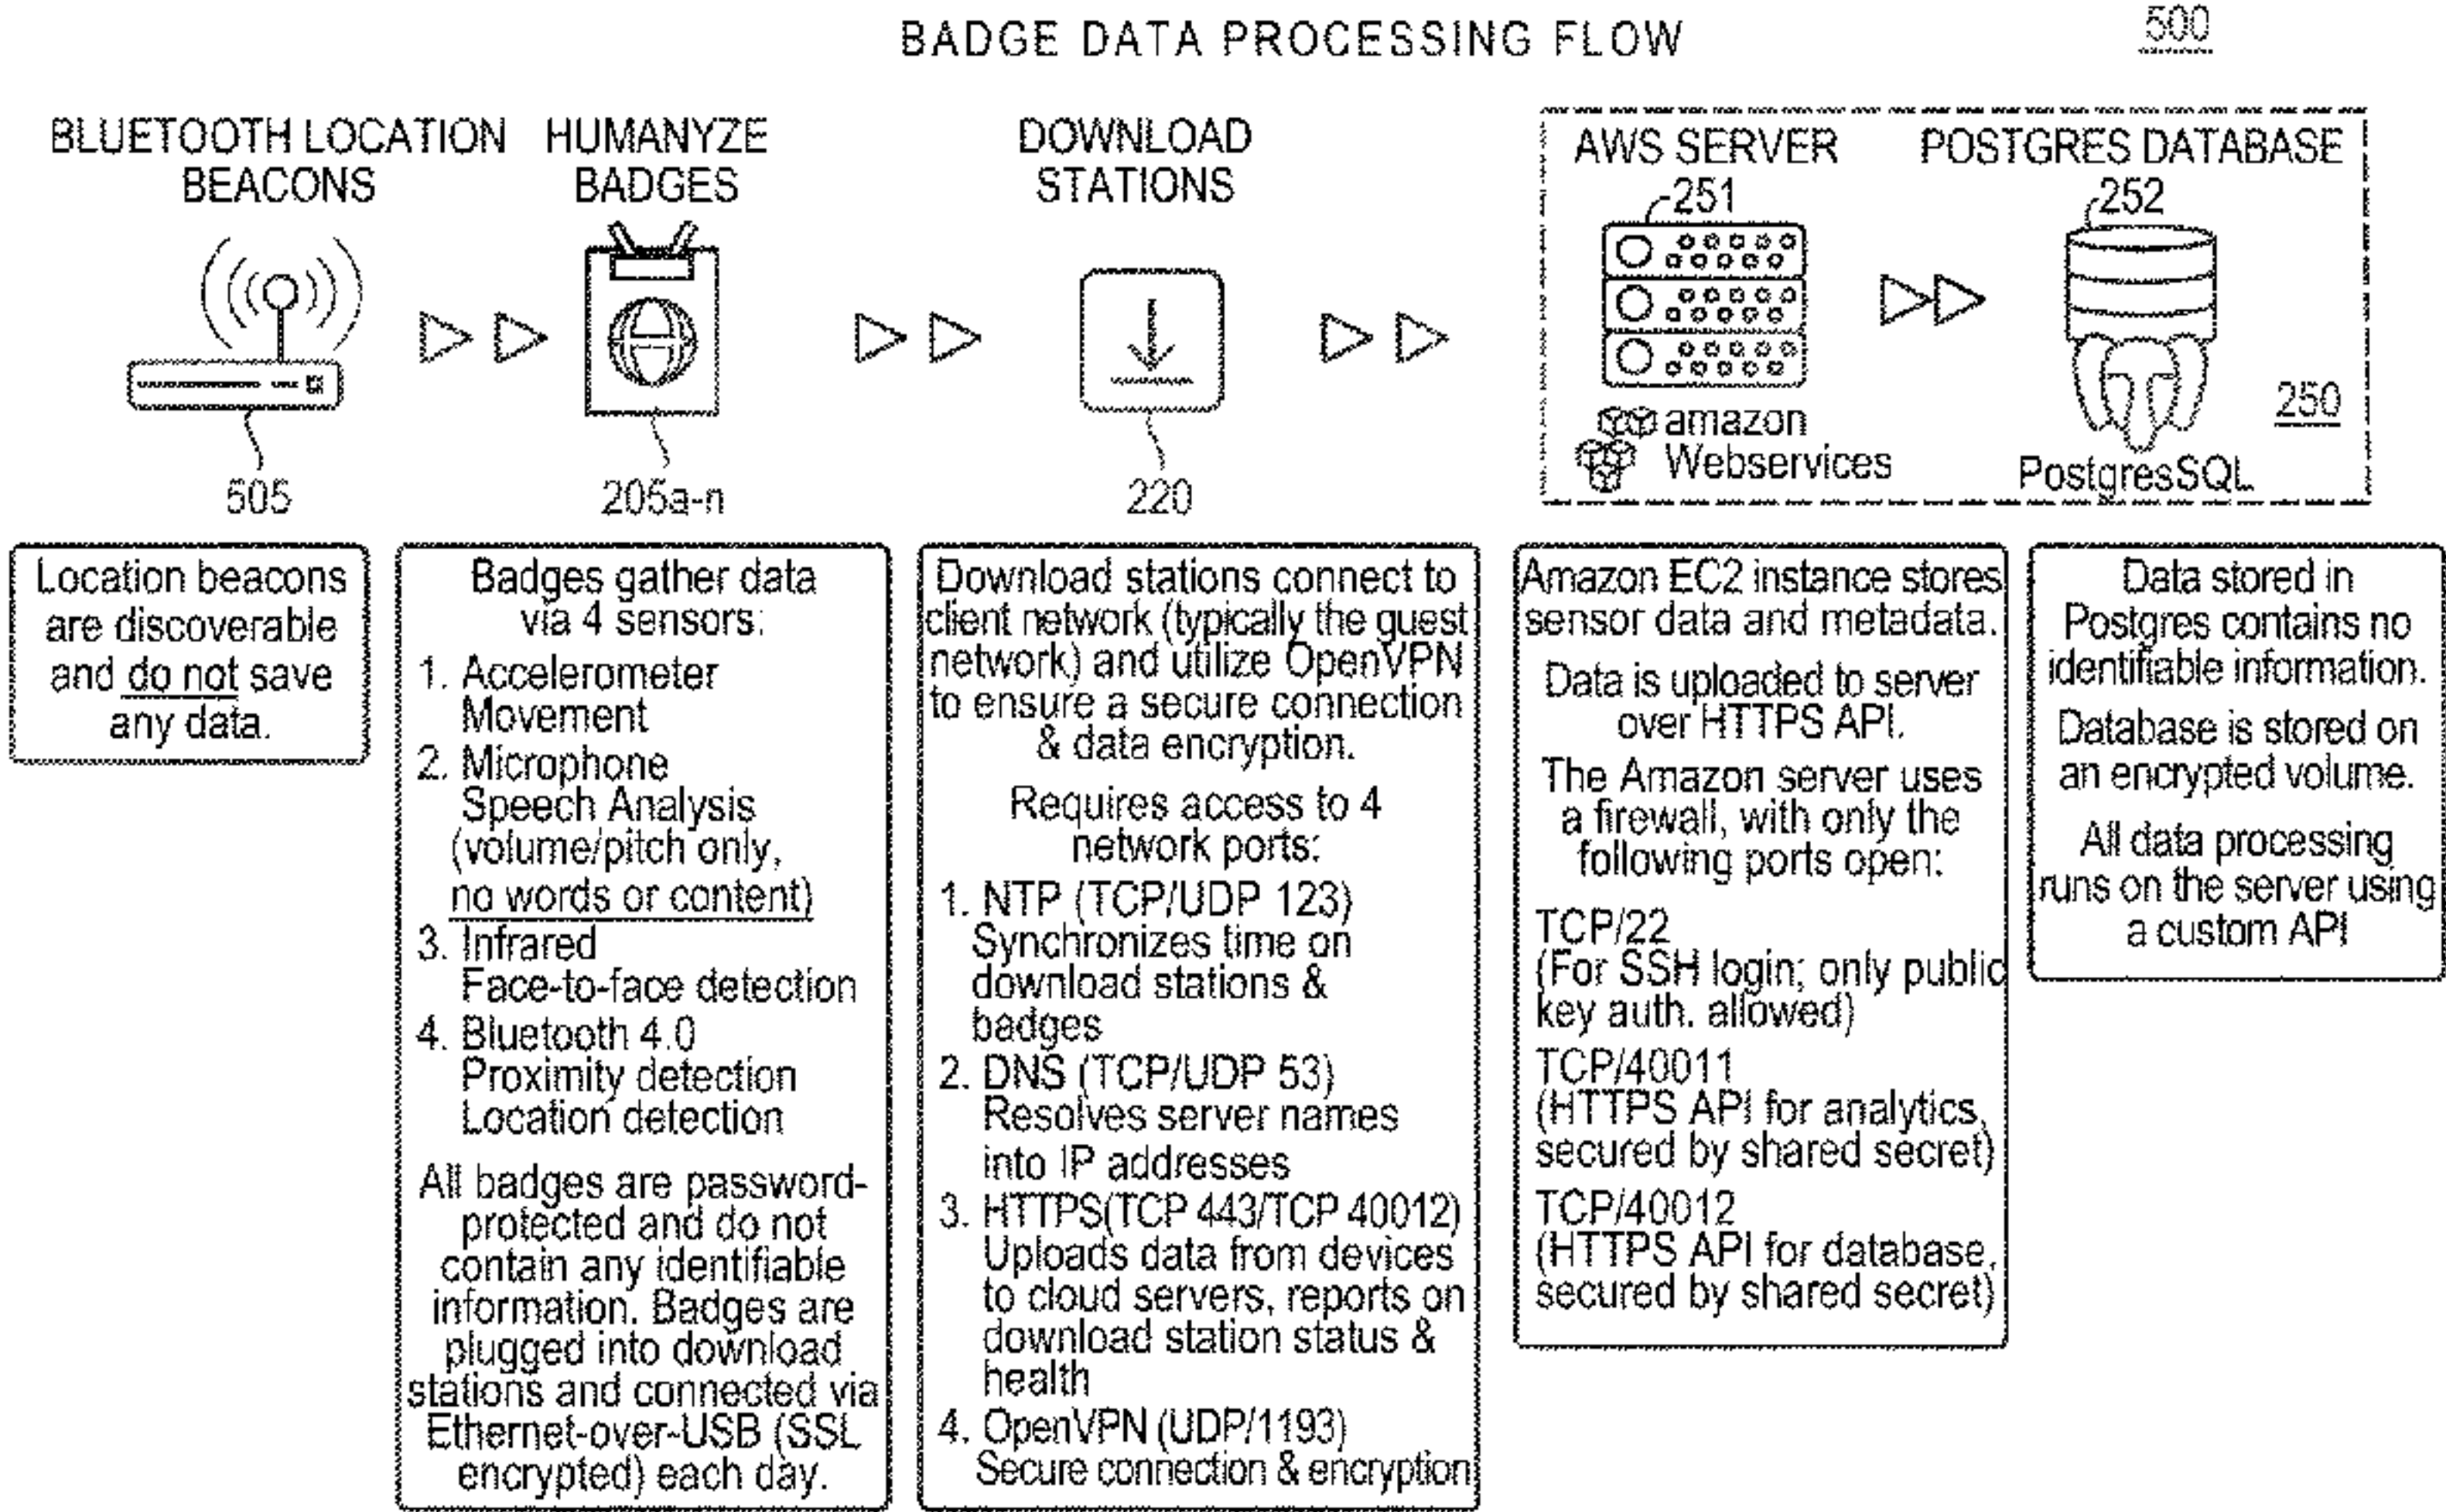 BADGE DATA PROCESSING FLOW
500
BLUETOOTH LOCATION
BEACONS
HUMANYZE
BADGES
DOWNLOAD
STATIONS
AWS SERVER
251
POSTGRES DATABASE
252
amazon
Webservices
250
PostgresSQL
505
205a-n
220
Location beacons
are discoverable
and do not save
any data.
Badges gather data
via 4 sensors:
1. Accelerometer
Movement
2. Microphone
Speech Analysis
(volume/pitch only,
no words or content)
3. Infrared
Face-to-face detection
4. Bluetooth 4.0
Proximity detection
Location detection
All badges are password-
protected and do not
contain any identifiable
information. Badges are
plugged into download
stations and connected via
Ethernet-over-USB (SSL
encrypted) each day.
Download stations connect to
client network (typically the guest
network) and utilize OpenVPN
to ensure a secure connection
& data encryption.
Requires access to 4
network ports:
1. NTP (TCP/UDP 123)
Synchronizes time on
download stations &
badges
2. DNS (TCP/UDP 53)
Resolves server names
into IP addresses
3. HTTPS(TCP 443/TCP 40012)
Uploads data from devices
to cloud servers, reports on
download station status &
health
4. OpenVPN (UDP/1193)
Secure connection & encryption
Amazon EC2 instance stores
sensor data and metadata.
Data is uploaded to server
over HTTPS API.
The Amazon server uses
a firewall, with only the
following ports open:
TCP/22
(For SSH login; only public
key auth. allowed)
TCP/40011
(HTTPS API for analytics,
secured by shared secret)
TCP/40012
(HTTPS API for database,
secured by shared secret)
Data stored in
Postgres contains no
identifiable information.
Database is stored on
an encrypted volume.
All data processing
runs on the server using
a custom API